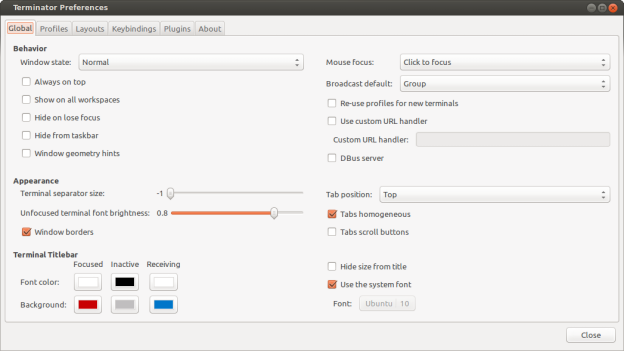 Terminator Preferences
Global Profiles Layouts Keybindings Plugins About
Behavior
Window state: Normal
Mouse focus: Click to focus
Always on top
Broadcast default: Group
Show on all workspaces
Re-use profiles for new terminals
Hide on lose focus
Use custom URL handler
Hide from taskbar
Custom URL handler:
Window geometry hints
DBus server
Appearance
Terminal separator size: -1
Tab position: Top
Unfocused terminal font brightness: 0.8
Tabs homogeneous
Window borders
Tabs scroll buttons
Terminal Titlebar
Focused Inactive Receiving
Hide size from title
Font color:
Use the system font
Background:
Font: Ubuntu 10
Close